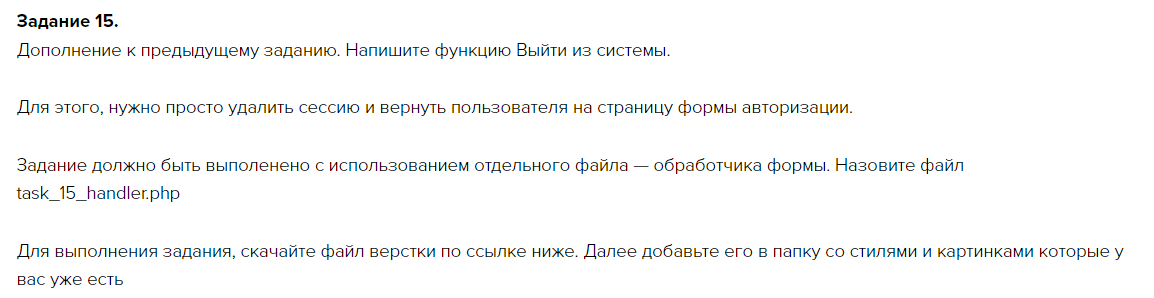 Задание 15.
Дополнение к предыдущему заданию. Напишите функцию Выйти из системы.
Для этого, нужно просто удалить сессию и вернуть пользователя на страницу формы авторизации.
Задание должно быть выполенено с использованием отдельного файла — обработчика формы. Назовите файл
task_15_handler.php
Для выполнения задания, скачайте файл верстки по ссылке ниже. Далее добавьте его в папку со стилями и картинками которые у
вас уже есть